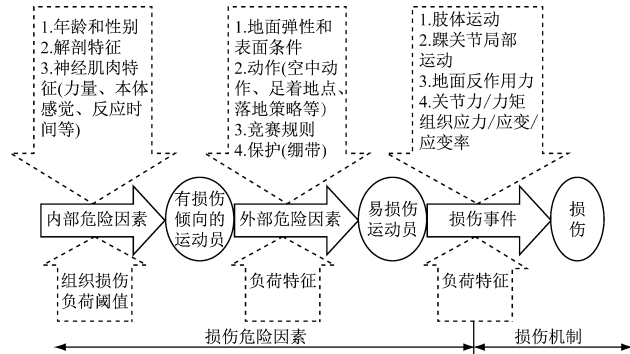 1.年龄和性别
2.解剖特征
3.神经肌肉特
征(力量、本体
感觉、反应时
间等)
1.地面弹性和
表面条件
2.动作(空中动
作、足着地点、
落地策略等)
3.竞赛规则
4.保护(绷带)
1.肢体运动
2.踝关节局部
运动
3.地面反作用力
4.关节力/力矩
组织应力/应变/
应变率
内部危险因素
有损伤
倾向的
运动员
外部危险因素
易损伤
运动员
损伤事件
损
伤
组织损伤
负荷阈值
负荷特征
负荷特征
损伤危险因素
损伤机制